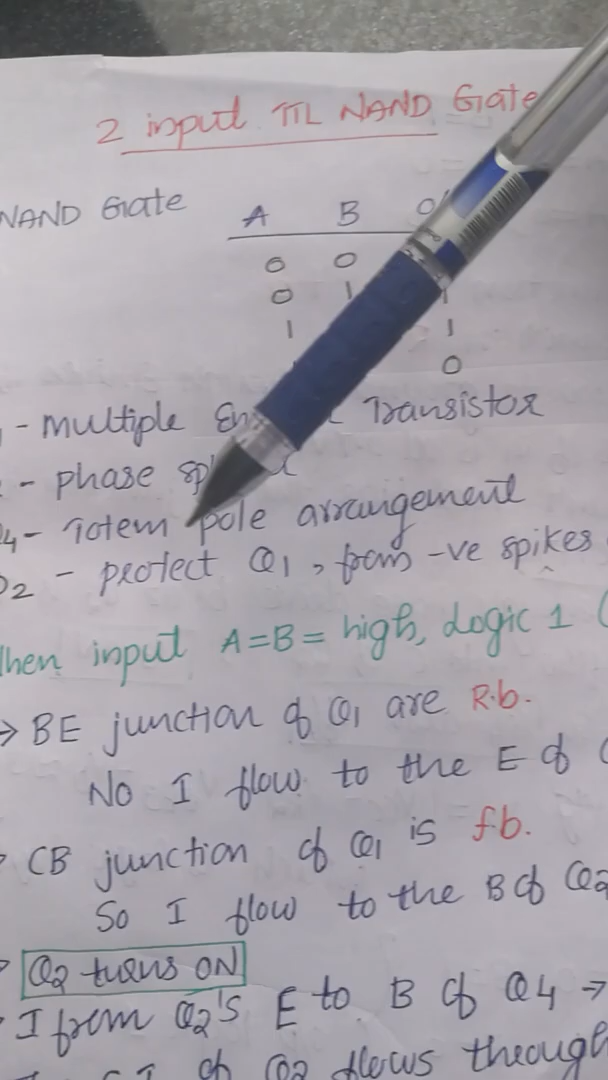 2 input TTL NAND Gate
NAND Gate
A B
0 0
0 1 1
1 1
0
- multiple Transistor
- phase
4 - Totem pole arrangement
D2 - protect Q1, from -ve spikes
When input A=B= high, Logic 1 (
→ BE junction of Q1 are R.b.
No I flow to the E of
CB junction of Q1 is f.b.
So I flow to the B of Q2
Q2 turns ON
I from Q2's E to B of Q4 →
of Q2 flows through